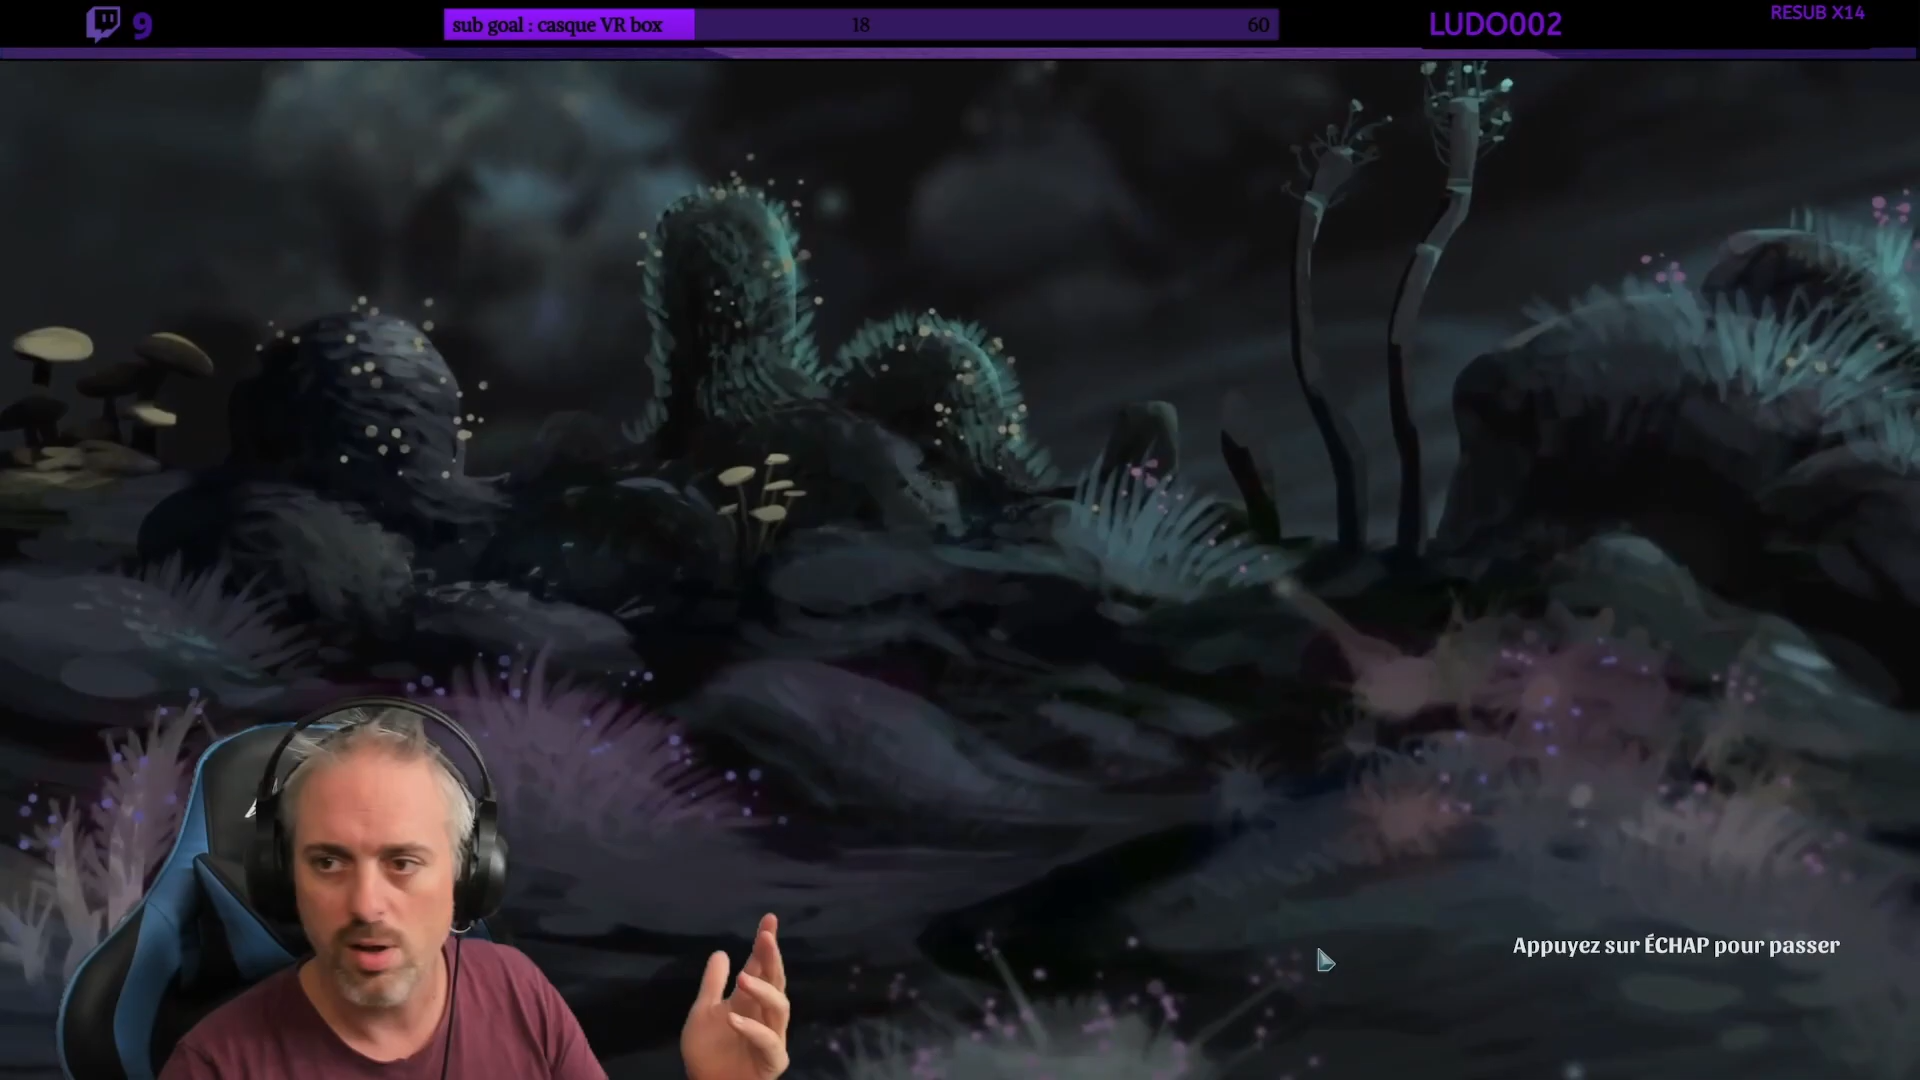 9
sub goal : casque VR box 18 60
LUDO002
RESUB X14
Appuyez sur ÉCHAP pour passer